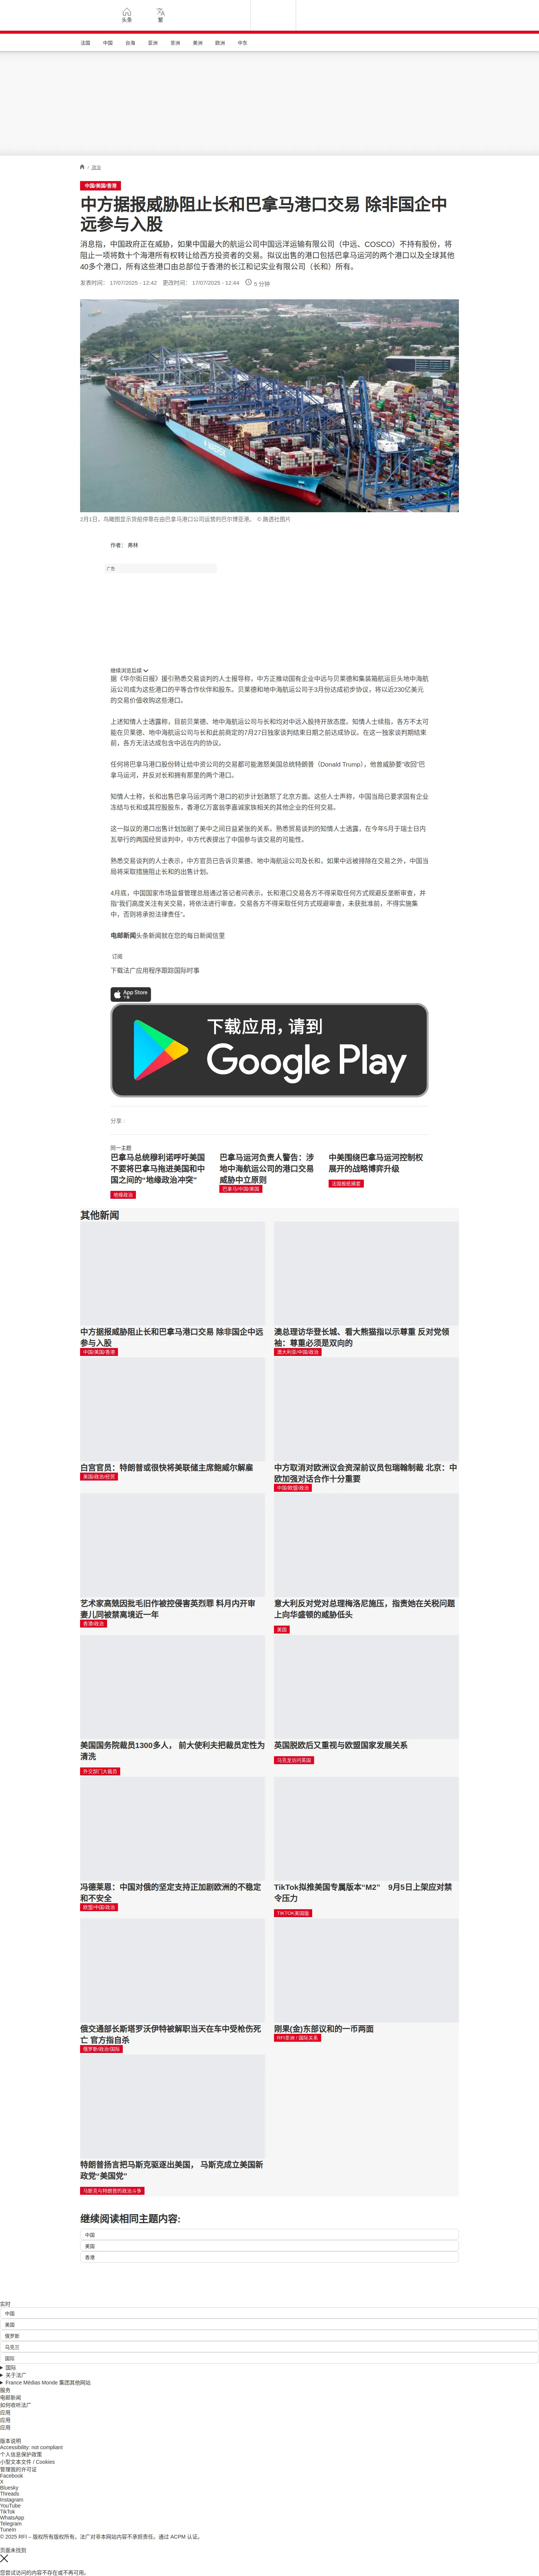 头条
繁
法国
中国
台海
亚洲
非洲
美洲
欧洲
中东
/ 政治
中国/美国/香港
中方据报威胁阻止长和巴拿马港口交易 除非国企中
远参与入股
消息指，中国政府正在威胁，如果中国最大的航运公司中国远洋运输有限公司（中远、COSCO）不持有股份，将
阻止一项将数十个海港所有权转让给西方投资者的交易。拟议出售的港口包括巴拿马运河的两个港口以及全球其他
40多个港口，所有这些港口由总部位于香港的长江和记实业有限公司（长和）所有。
发表时间： 17/07/2025 - 12:42 更改时间： 17/07/2025 - 12:44 5 分钟
MAERSK
2月1日，鸟瞰图显示货船停靠在由巴拿马港口公司运营的巴尔博亚港。 © 路透社图片
作者： 弗林
广告
继续浏览后续
据《华尔街日报》援引熟悉交易谈判的人士报导称，中方正推动国有企业中远与贝莱德和集装箱航运巨头地中海航
运公司成为这些港口的平等合作伙伴和股东。贝莱德和地中海航运公司于3月份达成初步协议，将以近230亿美元
的交易价值收购这些港口。
上述知情人士透露称，目前贝莱德、地中海航运公司与长和均对中远入股持开放态度。知情人士续指，各方不太可
能在贝莱德、地中海航运公司与长和此前商定的7月27日独家谈判结束日期之前达成协议。在这一独家谈判期结束
前，各方无法达成包含中远在内的协议。
任何将巴拿马港口股份转让给中资公司的交易都可能激怒美国总统特朗普（Donald Trump），他曾威胁要“收回”巴
拿马运河，并反对长和拥有那里的两个港口。
知情人士称，长和出售巴拿马运河两个港口的初步计划激怒了北京方面。这些人士声称，中国当局已要求国有企业
冻结与长和或其控股股东，香港亿万富翁李嘉诚家族相关的其他企业的任何交易。
这一拟议的港口出售计划加剧了美中之间日益紧张的关系。熟悉贸易谈判的知情人士透露，在今年5月于瑞士日内
瓦举行的两国经贸谈判中，中方代表提出了中国参与该交易的可能性。
熟悉交易谈判的人士表示，中方官员已告诉贝莱德、地中海航运公司及长和，如果中远被排除在交易之外，中国当
局将采取措施阻止长和的出售计划。
4月底，中国国家市场监督管理总局通过答记者问表示，长和港口交易各方不得采取任何方式规避反垄断审查，并
指“我们高度关注有关交易，将依法进行审查。交易各方不得采取任何方式规避审查，未获批准前，不得实施集
中，否则将承担法律责任”。
电邮新闻头条新闻就在您的每日新闻信里
订阅
下载法广应用程序跟踪国际时事
App Store
下载
下载应用，请到
Google Play
分享 :
同一主题
巴拿马总统穆利诺呼吁美国
不要将巴拿马拖进美国和中
国之间的“地缘政治冲突”
地缘政治
巴拿马运河负责人警告：涉
地中海航运公司的港口交易
威胁中立原则
巴拿马/中国/美国
中美围绕巴拿马运河控制权
展开的战略博弈升级
法国报纸摘要
其他新闻
中方据报威胁阻止长和巴拿马港口交易 除非国企中远
参与入股
中国/美国/香港
澳总理访华登长城、看大熊猫指以示尊重 反对党领
袖：尊重必须是双向的
澳大利亚/中国/政治
白宫官员：特朗普或很快将美联储主席鲍威尔解雇
美国/政治/经贸
中方取消对欧洲议会资深前议员包瑞翰制裁 北京：中
欧加强对话合作十分重要
中国/欧盟/政治
艺术家高兟因批毛旧作被控侵害英烈罪 料月内开审
妻儿同被禁离境近一年
香港/政治
意大利反对党对总理梅洛尼施压，指责她在关税问题
上向华盛顿的威胁低头
美国
美国国务院裁员1300多人， 前大使利夫把裁员定性为
清洗
外交部门大裁员
英国脱欧后又重视与欧盟国家发展关系
马克龙访问英国
冯德莱恩：中国对俄的坚定支持正加剧欧洲的不稳定
和不安全
欧盟/中国/政治
TikTok拟推美国专属版本“M2” 9月5日上架应对禁
令压力
TIKTOK美国版
俄交通部长斯塔罗沃伊特被解职当天在车中受枪伤死
亡 官方指自杀
俄罗斯/政治/国际
刚果(金)东部议和的一币两面
RFI非洲 / 国际关系
特朗普扬言把马斯克驱逐出美国， 马斯克成立美国新
政党“美国党”
马斯克与特朗普的政治斗争
继续阅读相同主题内容:
中国
美国
香港
实时
中国
美国
俄罗斯
乌克兰
国际
国际
关于法广
France Médias Monde 集团其他网站
服务
电邮新闻
如何收听法广
应用
应用
应用
版本说明
Accessibility: not compliant
个人信息保护政策
小型文本文件 / Cookies
管理我的许可证
Facebook
X
Bluesky
Threads
Instagram
YouTube
TikTok
WhatsApp
Telegram
TuneIn
© 2025 RFI – 版权所有版权所有。法广对非本网站内容不承担责任。通过 ACPM 认证。
页面未找到
您尝试访问的内容不存在或不再可用。